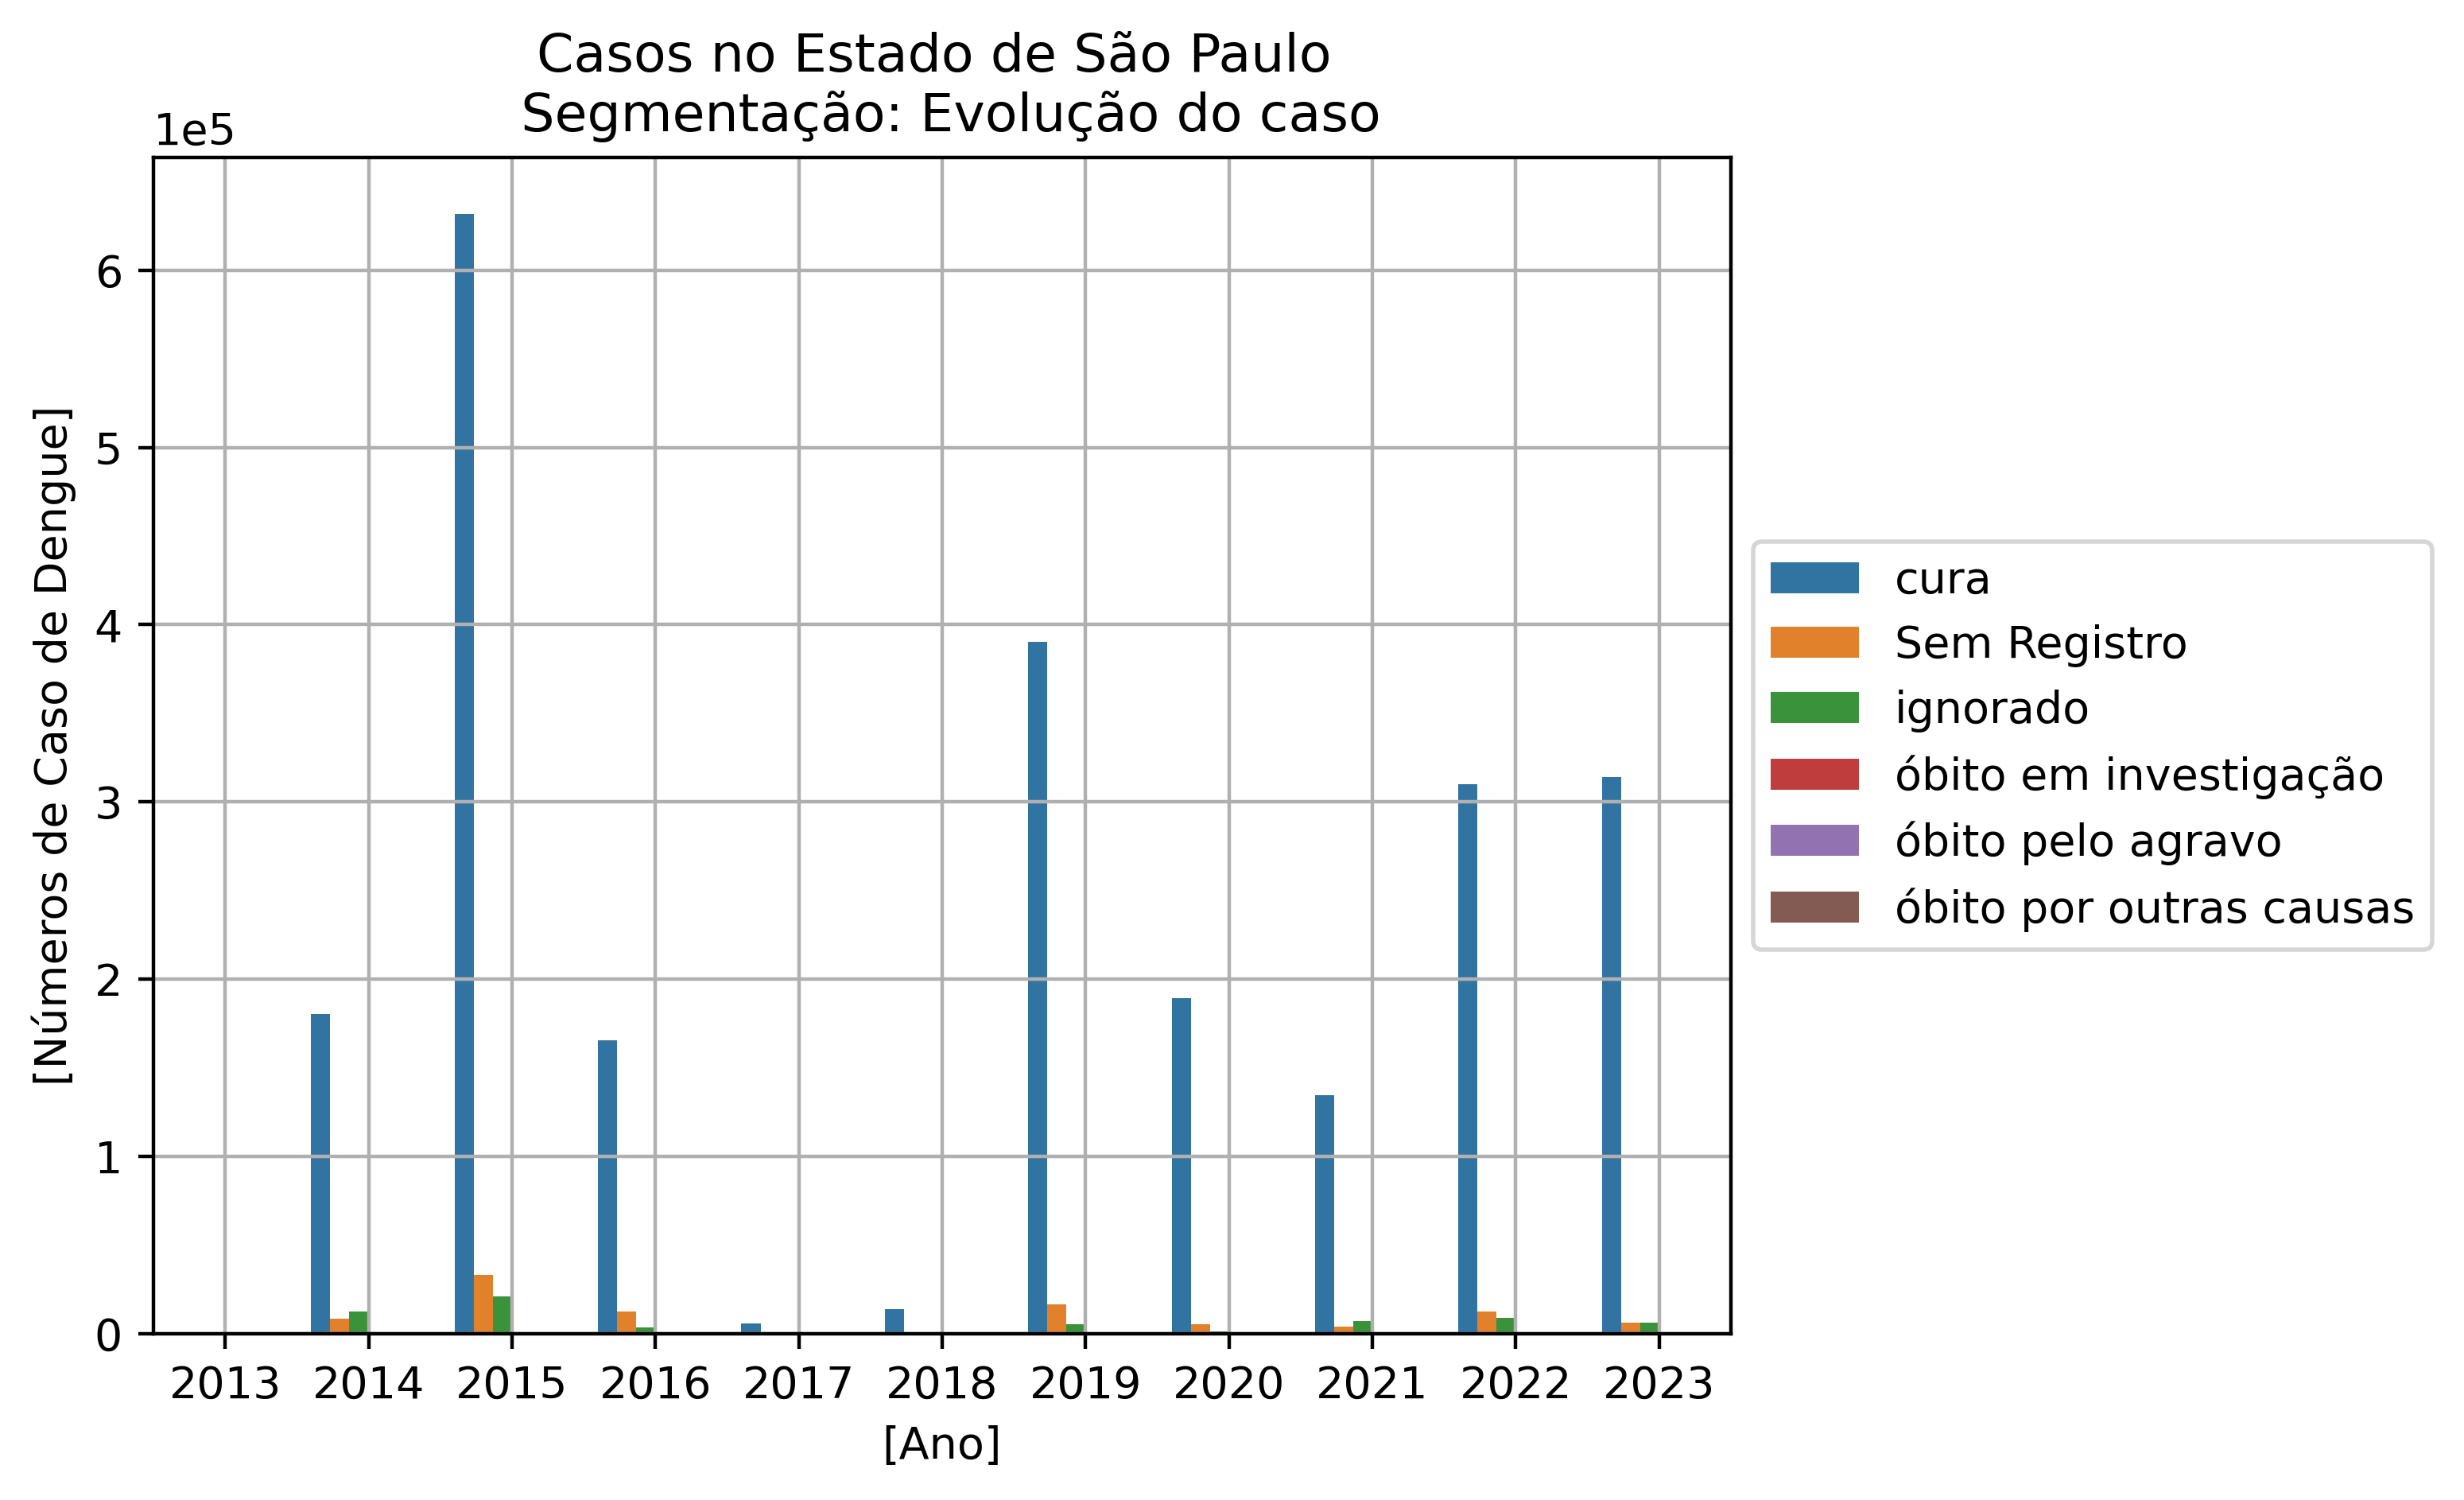 Casos no Estado de São Paulo
Segmentação: Evolução do caso
1e5
[Números de Caso de Dengue]
6
5
4
3
2
1
0
2013 2014 2015 2016 2017 2018 2019 2020 2021 2022 2023
[Ano]
cura
Sem Registro
ignorado
óbito em investigação
óbito pelo agravo
óbito por outras causas